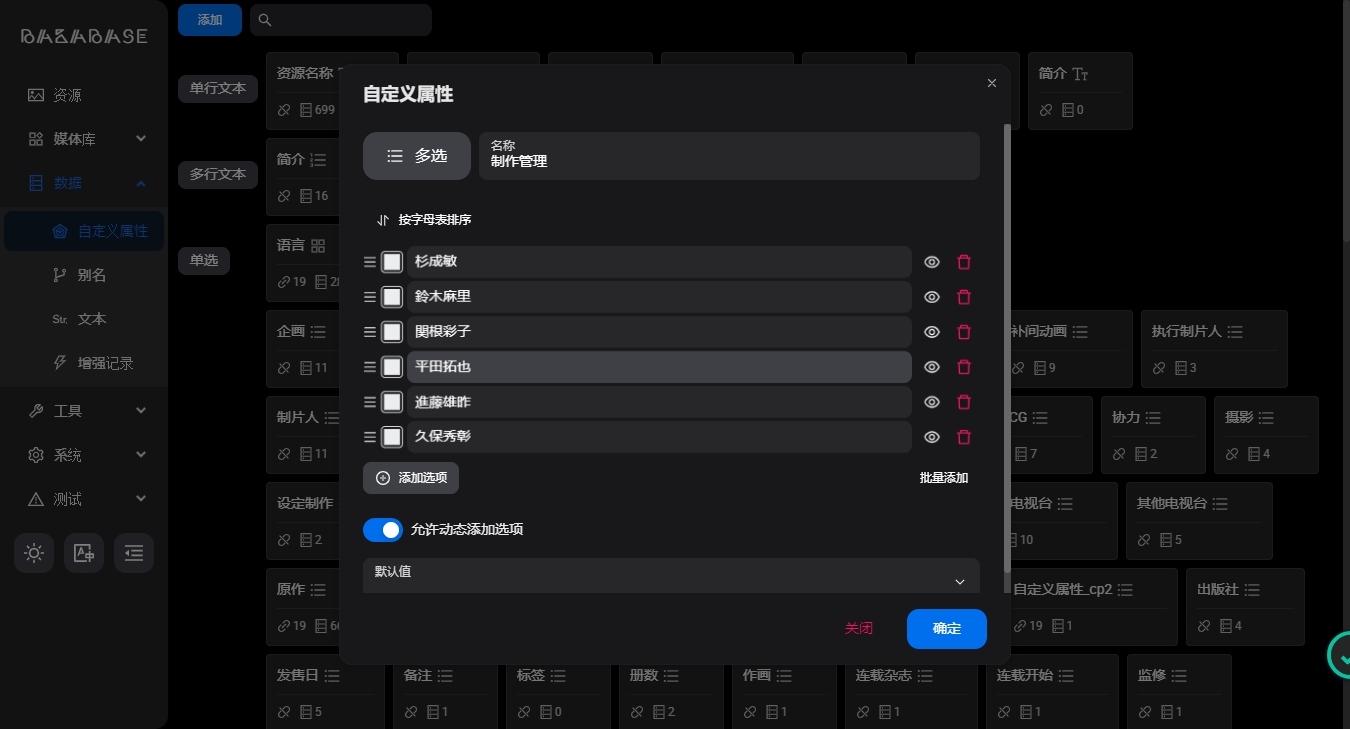 BAZABASE
资源
媒体库
数据
自定义属性
别名
Str. 文本
增强记录
工具
系统
测试
添加
单行文本
资源名称
699
简介
0
多行文本
简介
16
单选
语言
19
企画
11
补间动画
9
执行制片人
3
制片人
11
CG
7
协力
2
摄影
4
设定制作
2
电视台
10
其他电视台
5
原作
19
自定义属性_cp2
19 1
出版社
4
发售日
5
备注
1
标签
0
册数
2
作画
1
连载杂志
1
连载开始
1
监修
1
自定义属性
多选
名称
制作管理
按字母表排序
杉成敏
鈴木麻里
関根彩子
平田拓也
進藤雄昨
久保秀彰
添加选项
批量添加
允许动态添加选项
默认值
关闭
确定